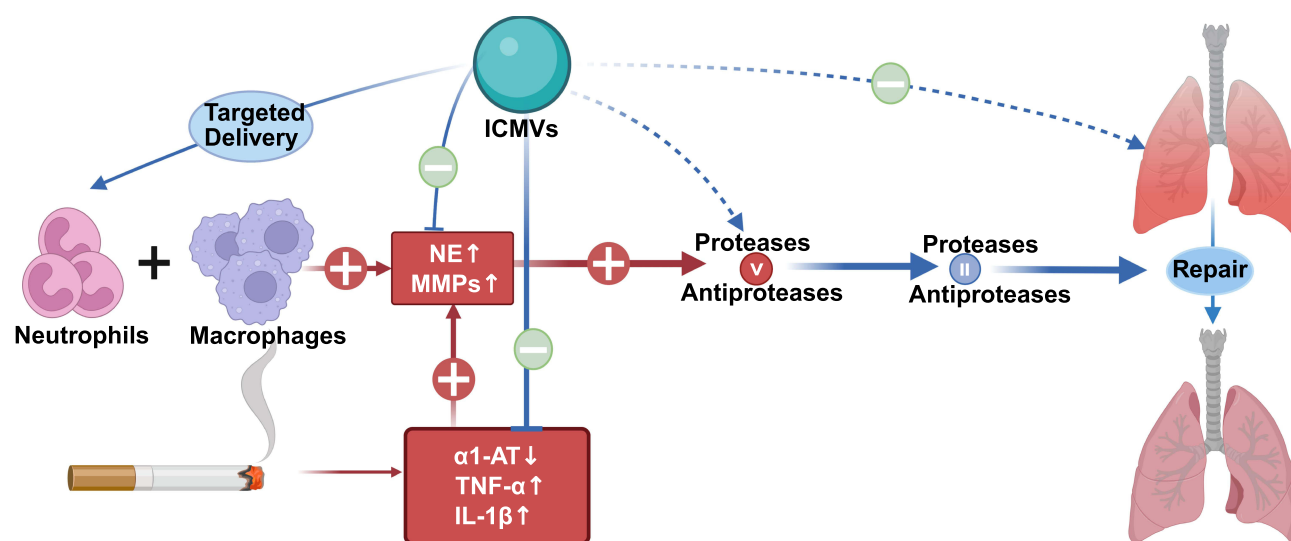 ICMVs
Targeted
Delivery
Neutrophils
+
Macrophages
NE↑
MMPs↑
Proteases
V
Antiproteases
Proteases
II
Antiproteases
Repair
α1-AT↓
TNF-α↑
IL-1β↑